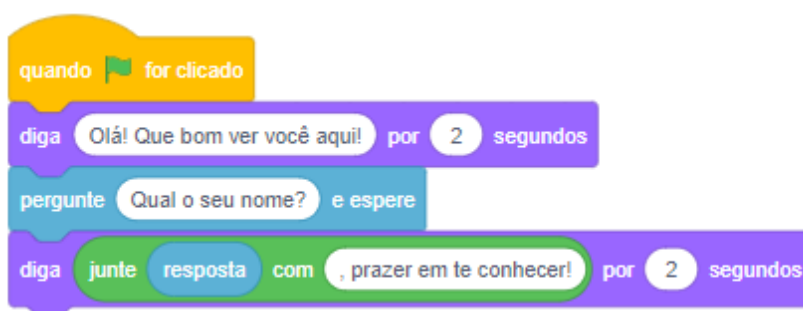 quando for clicado
diga Olá! Que bom ver você aqui! por 2 segundos
pergunte Qual o seu nome? e espere
diga junte resposta com , prazer em te conhecer! por 2 segundos